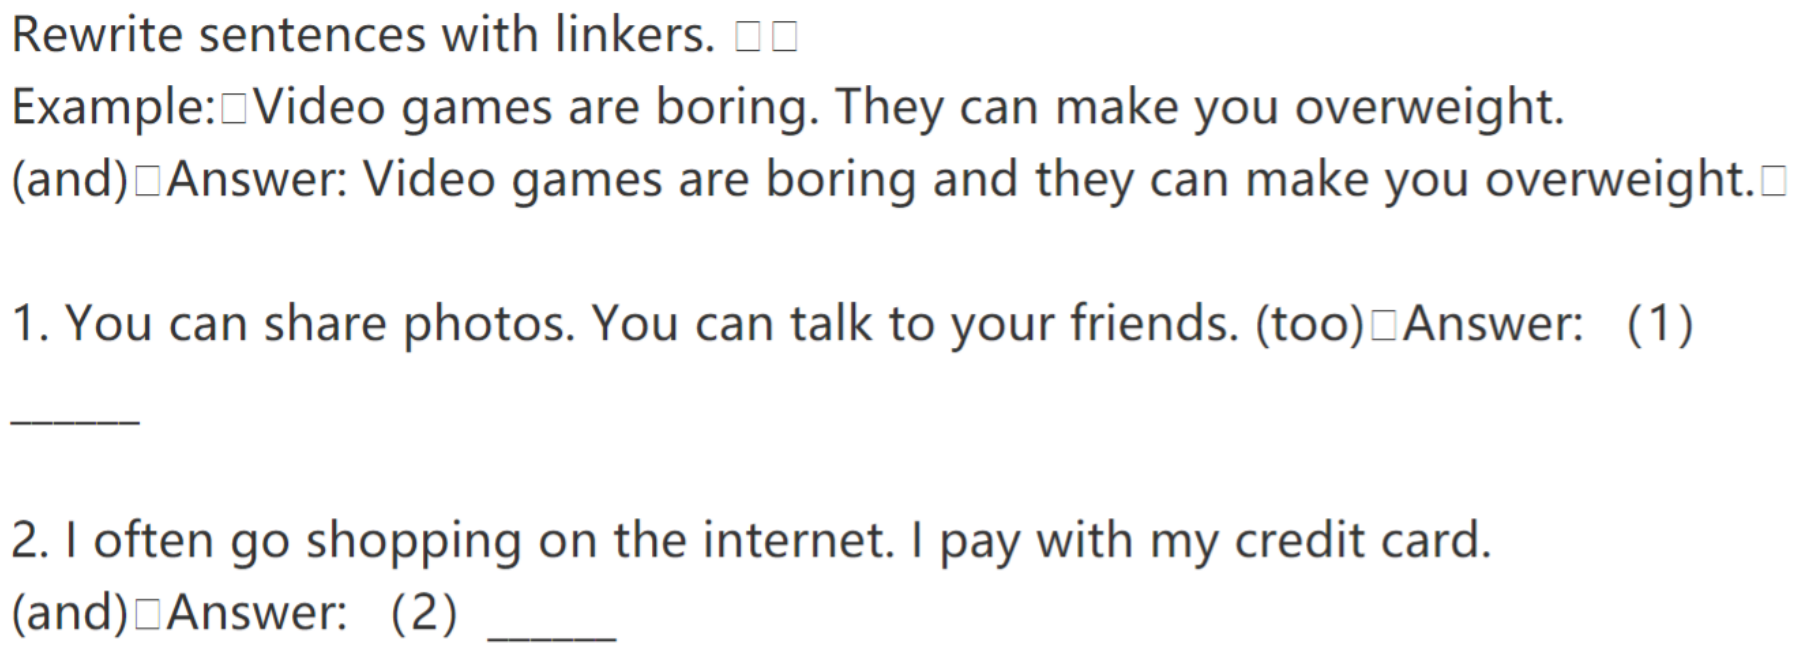 Rewrite sentences with linkers. □□
Example:□Video games are boring. They can make you overweight.
(and)□Answer: Video games are boring and they can make you overweight.□
1. You can share photos. You can talk to your friends. (too)□Answer: (1)
______
2. I often go shopping on the internet. I pay with my credit card.
(and)□Answer: (2) ______